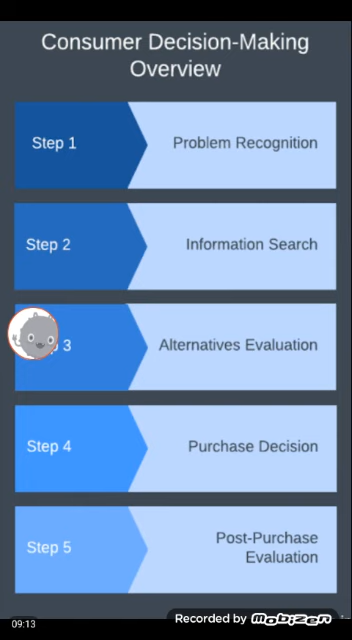 Consumer Decision-Making
Overview
Step 1
Problem Recognition
Step 2
Information Search
3
Alternatives Evaluation
Step 4
Purchase Decision
Step 5
Post-Purchase
Evaluation
09:13
Recorded by Mobizen